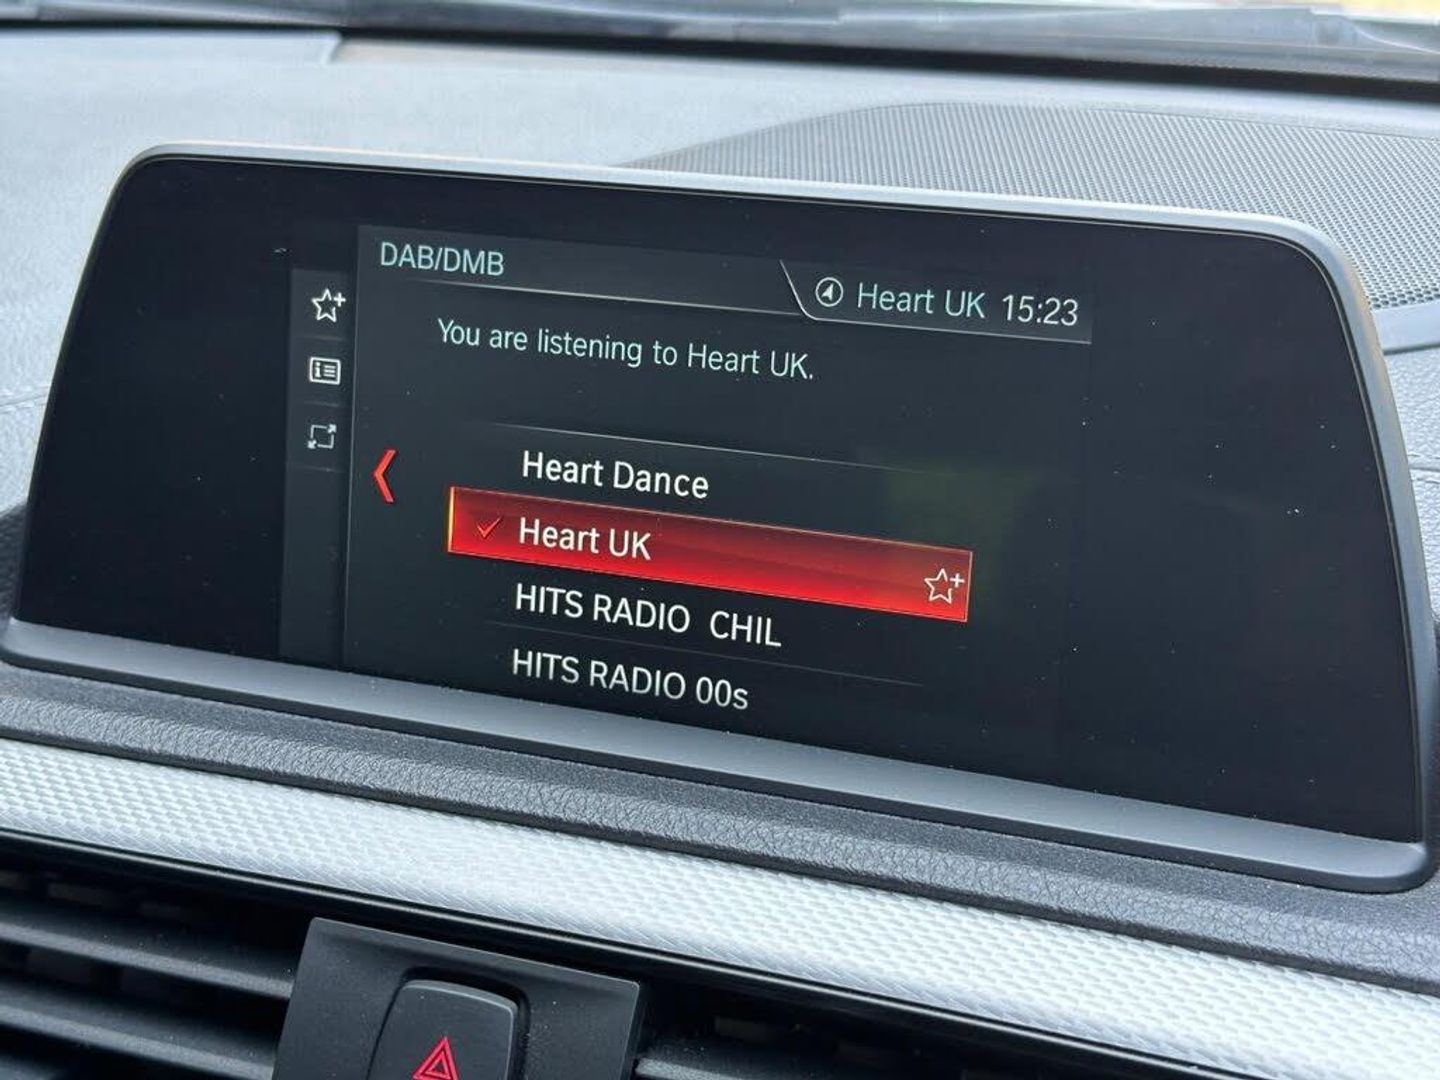 DAB/DMB
Heart UK 15:23
You are listening to Heart UK.
Heart Dance
Heart UK
HITS RADIO CHIL
HITS RADIO 00s